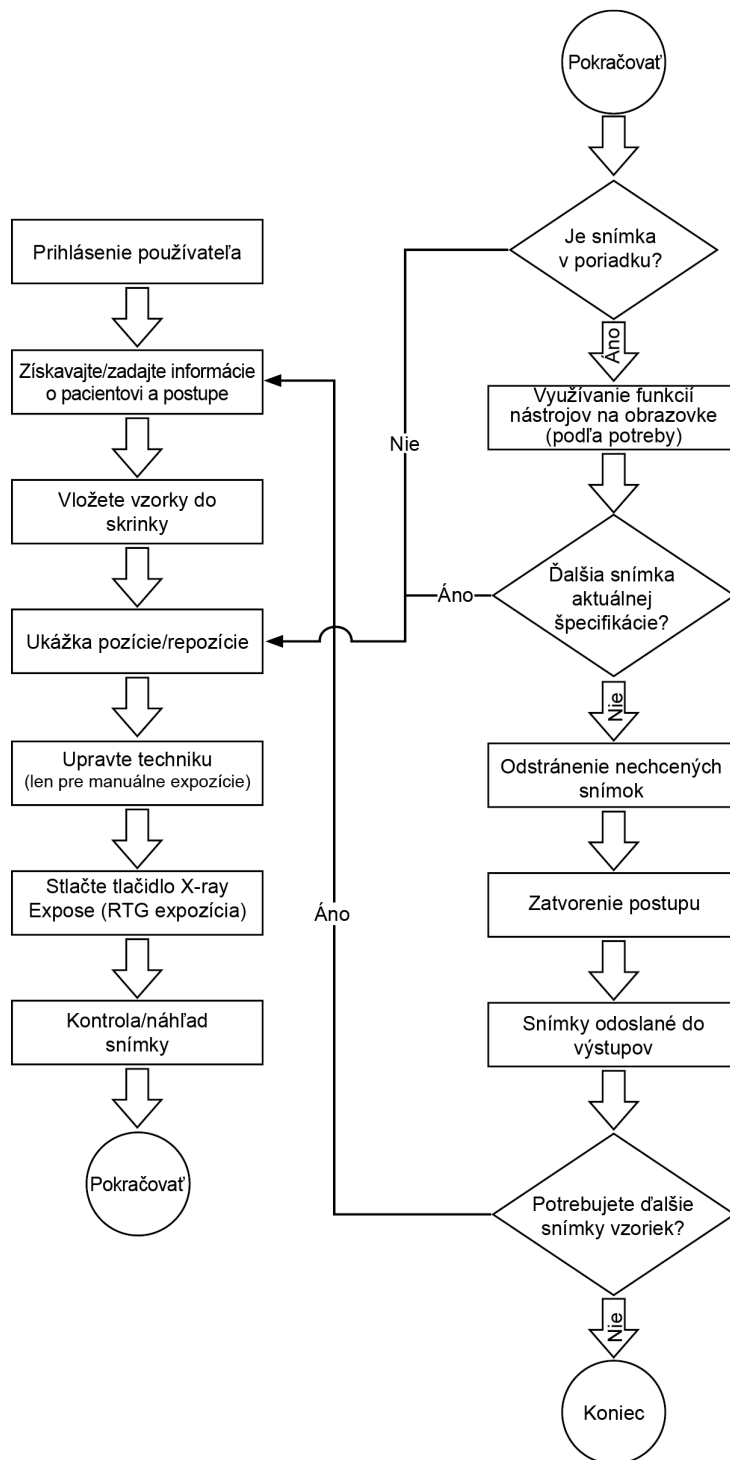 Prihlásenie používateľa
Získavajte/zadajte informácie
o pacientovi a postupe
Vložete vzorky do
skrinky
Ukážka pozície/repozície
Upravte techniku
(len pre manuálne expozície)
Stlačte tlačidlo X-ray
Expose (RTG expozícia)
Kontrola/náhľad
snímky
Pokračovať
Pokračovať
Je snímka
v poriadku?
Nie
Áno
Využívanie funkcií
nástrojov na obrazovke
(podľa potreby)
Ďalšia snímka
aktuálnej
špecifikácie?
Áno
Nie
Odstránenie nechcených
snímok
Zatvorenie postupu
Snímky odoslané do
výstupov
Potrebujete ďalšie
snímky vzoriek?
Áno
Nie
Koniec